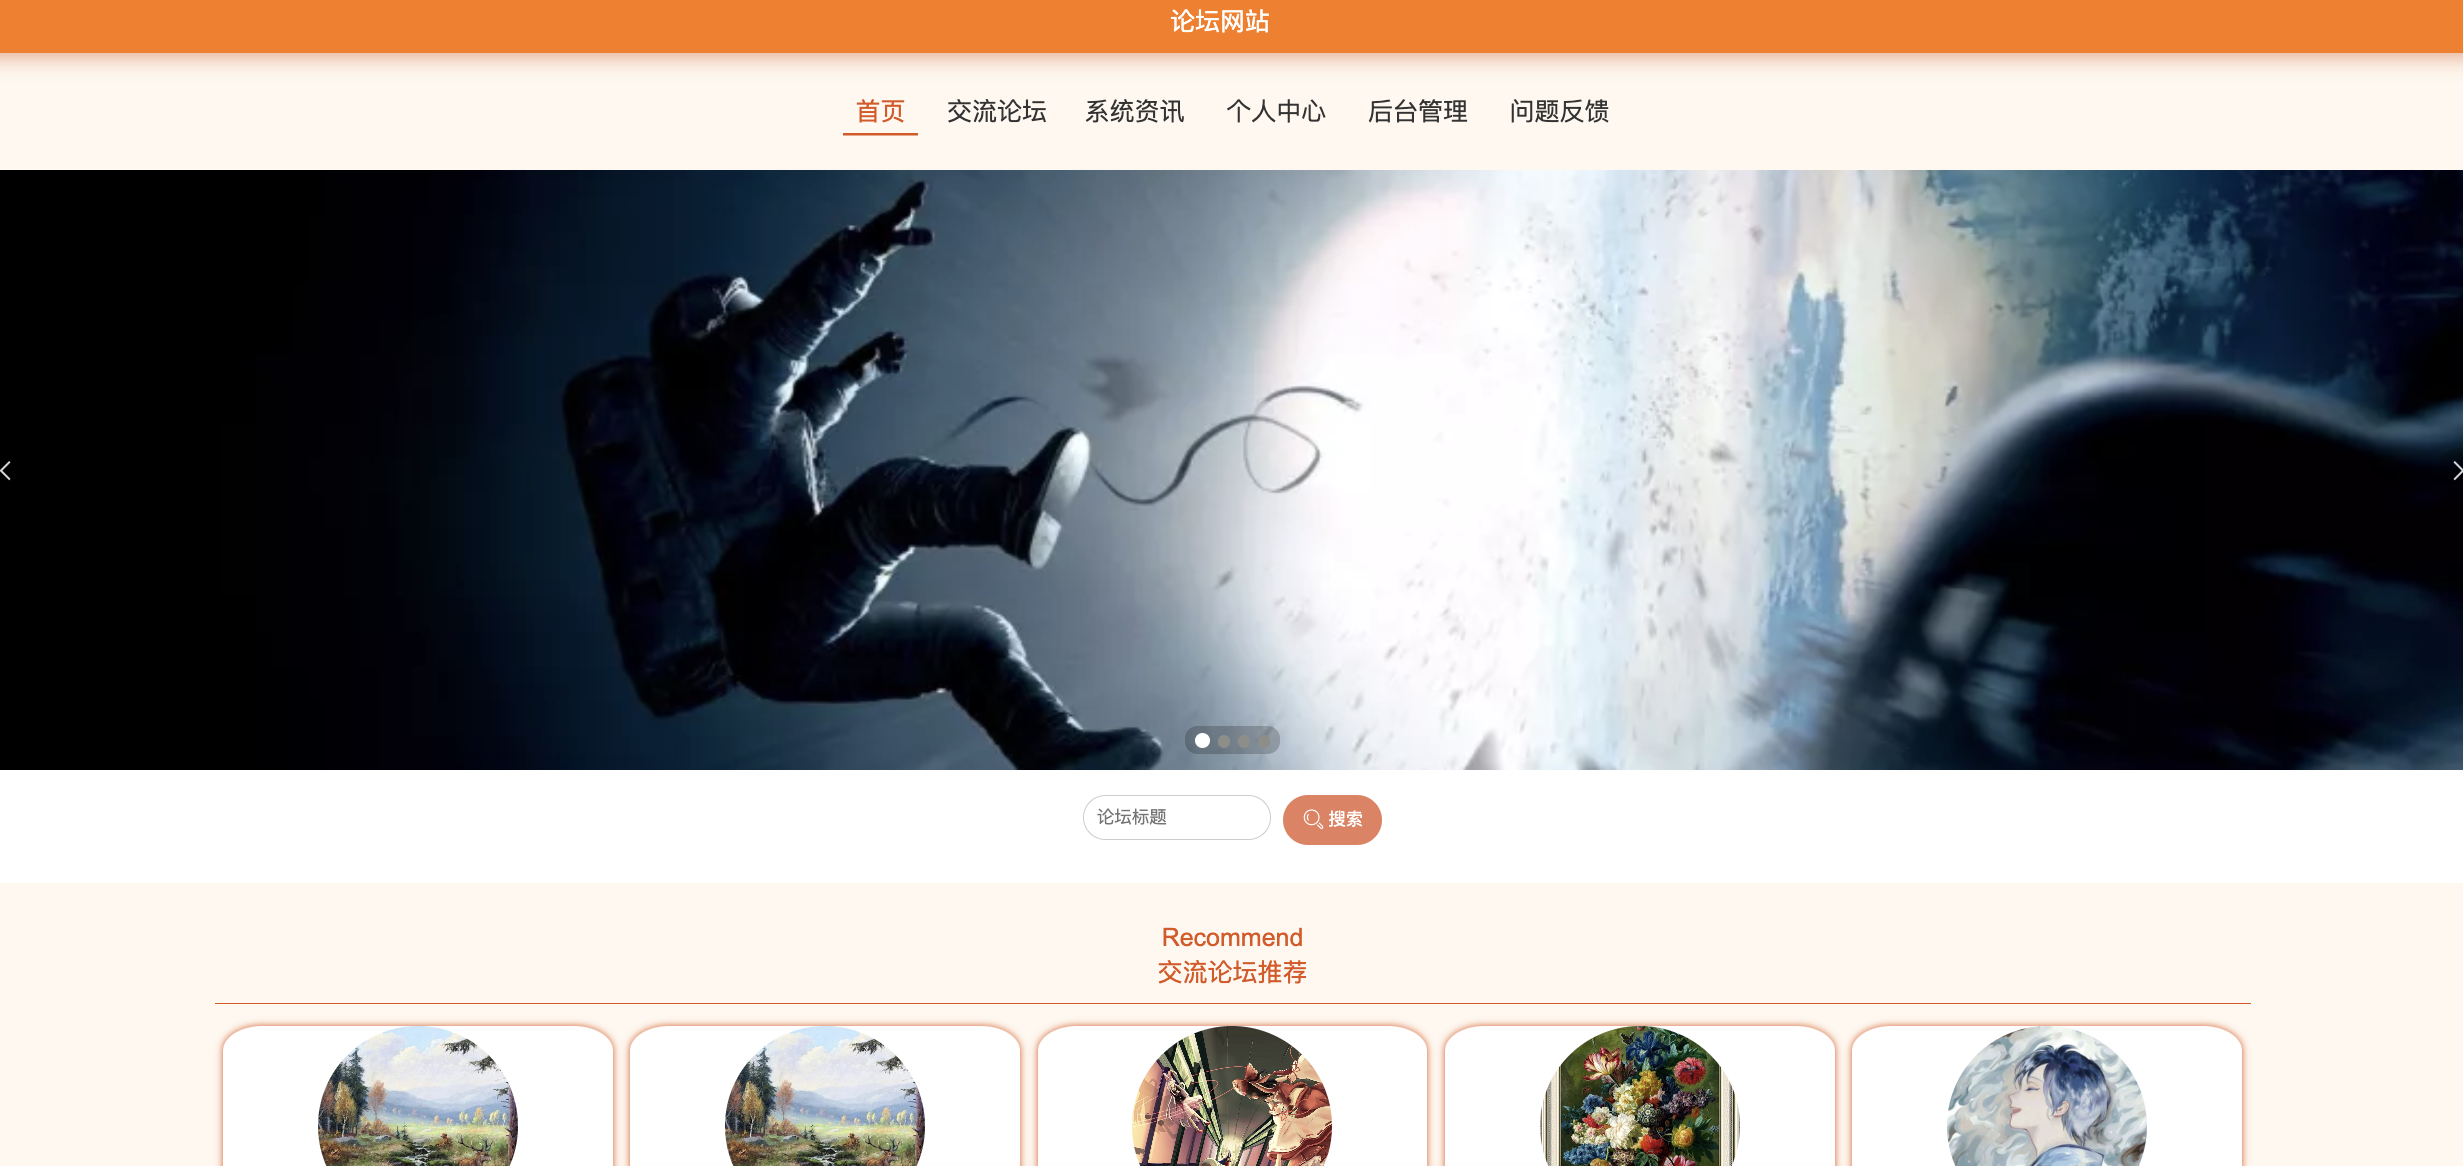 论坛网站
首页 交流论坛 系统资讯 个人中心 后台管理 问题反馈
论坛标题 搜索
Recommend
交流论坛推荐